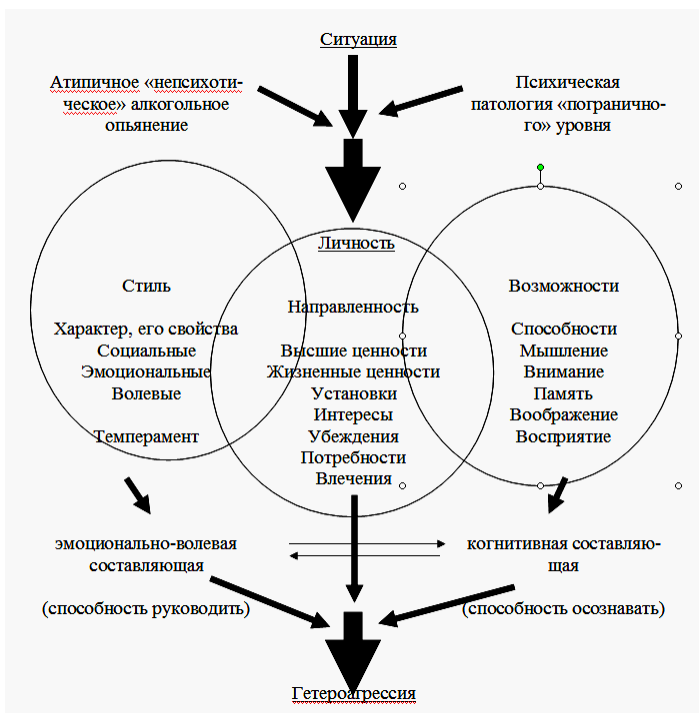 Ситуация
Атипичное «непсихоти-
ческое» алкогольное
опьянение
Психическая
патология «погранично-
го» уровня
Личность
Стиль
Характер, его свойства
Социальные
Эмоциональные
Волевые
Темперамент
Направленность
Высшие ценности
Жизненные ценности
Установки
Интересы
Убеждения
Потребности
Влечения
Возможности
Способности
Мышление
Внимание
Память
Воображение
Восприятие
эмоционально-волевая
составляющая
(способность руководить)
когнитивная составляю-
щая
(способность осознавать)
Гетероагрессия